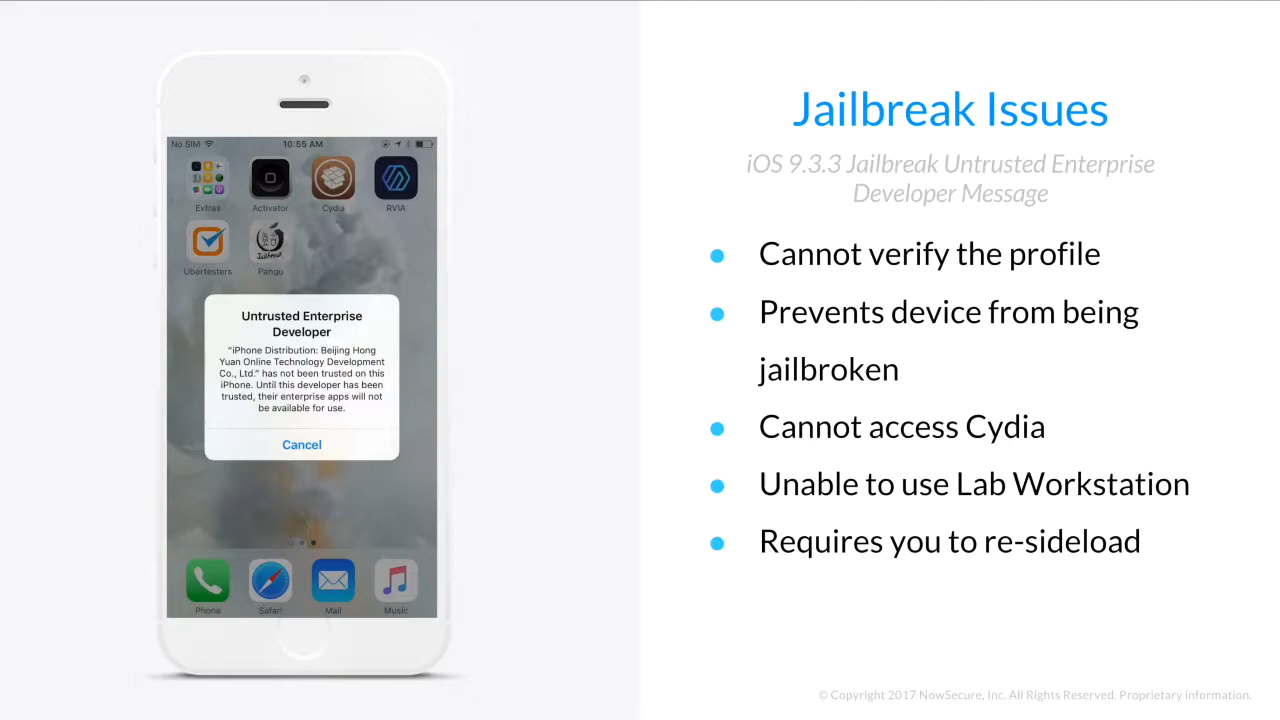 No SIM
10:55 AM
Extras
Activator
Cydia
RVIA
Ubertesters
Jailbreak
Pangu
Untrusted Enterprise
Developer
“iPhone Distribution: Beijing Hong
Yuan Online Technology Development
Co., Ltd.” has not been trusted on this
iPhone. Until this developer has been
trusted, their enterprise apps will not
be available for use.
Cancel
Phone
Safari
Mail
Music
Jailbreak Issues
iOS 9.3.3 Jailbreak Untrusted Enterprise
Developer Message
● Cannot verify the profile
● Prevents device from being
jailbroken
● Cannot access Cydia
● Unable to use Lab Workstation
● Requires you to re-sideload
© Copyright 2017 NowSecure, Inc. All Rights Reserved. Proprietary information.